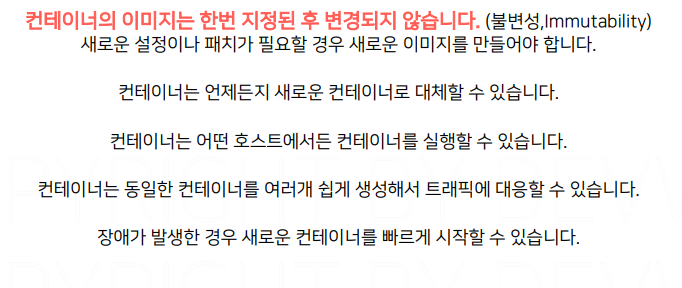 컨테이너의 이미지는 한번 지정된 후 변경되지 않습니다. (불변성,Immutability)
새로운 설정이나 패치가 필요할 경우 새로운 이미지를 만들어야 합니다.
컨테이너는 언제든지 새로운 컨테이너로 대체할 수 있습니다.
컨테이너는 어떤 호스트에서든 컨테이너를 실행할 수 있습니다.
컨테이너는 동일한 컨테이너를 여러개 쉽게 생성해서 트래픽에 대응할 수 있습니다.
장애가 발생한 경우 새로운 컨테이너를 빠르게 시작할 수 있습니다.